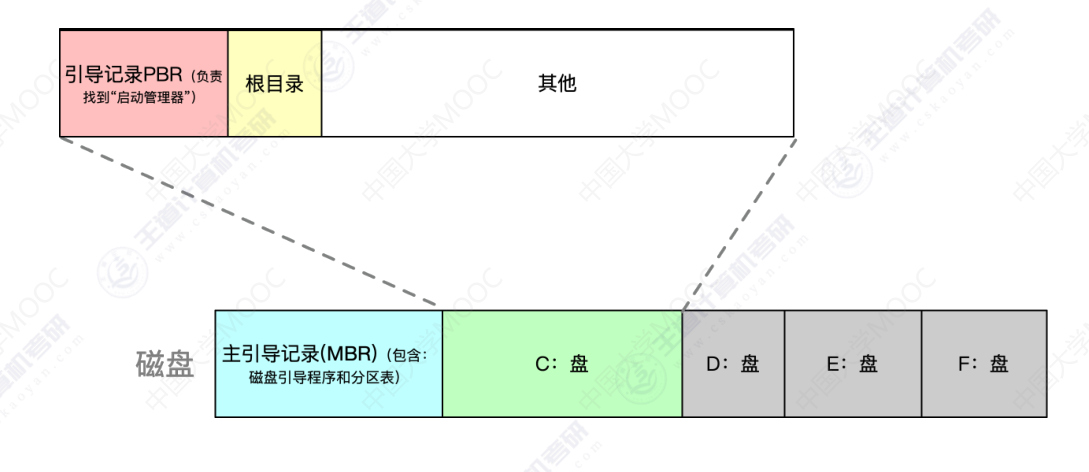 引导记录PBR（负责
找到“启动管理器”）
根目录
其他
磁盘
主引导记录(MBR)（包含：
磁盘引导程序和分区表）
C：盘
D：盘
E：盘
F：盘
中国大学MOOC
王道计算机考研
www.cskaoyan.com